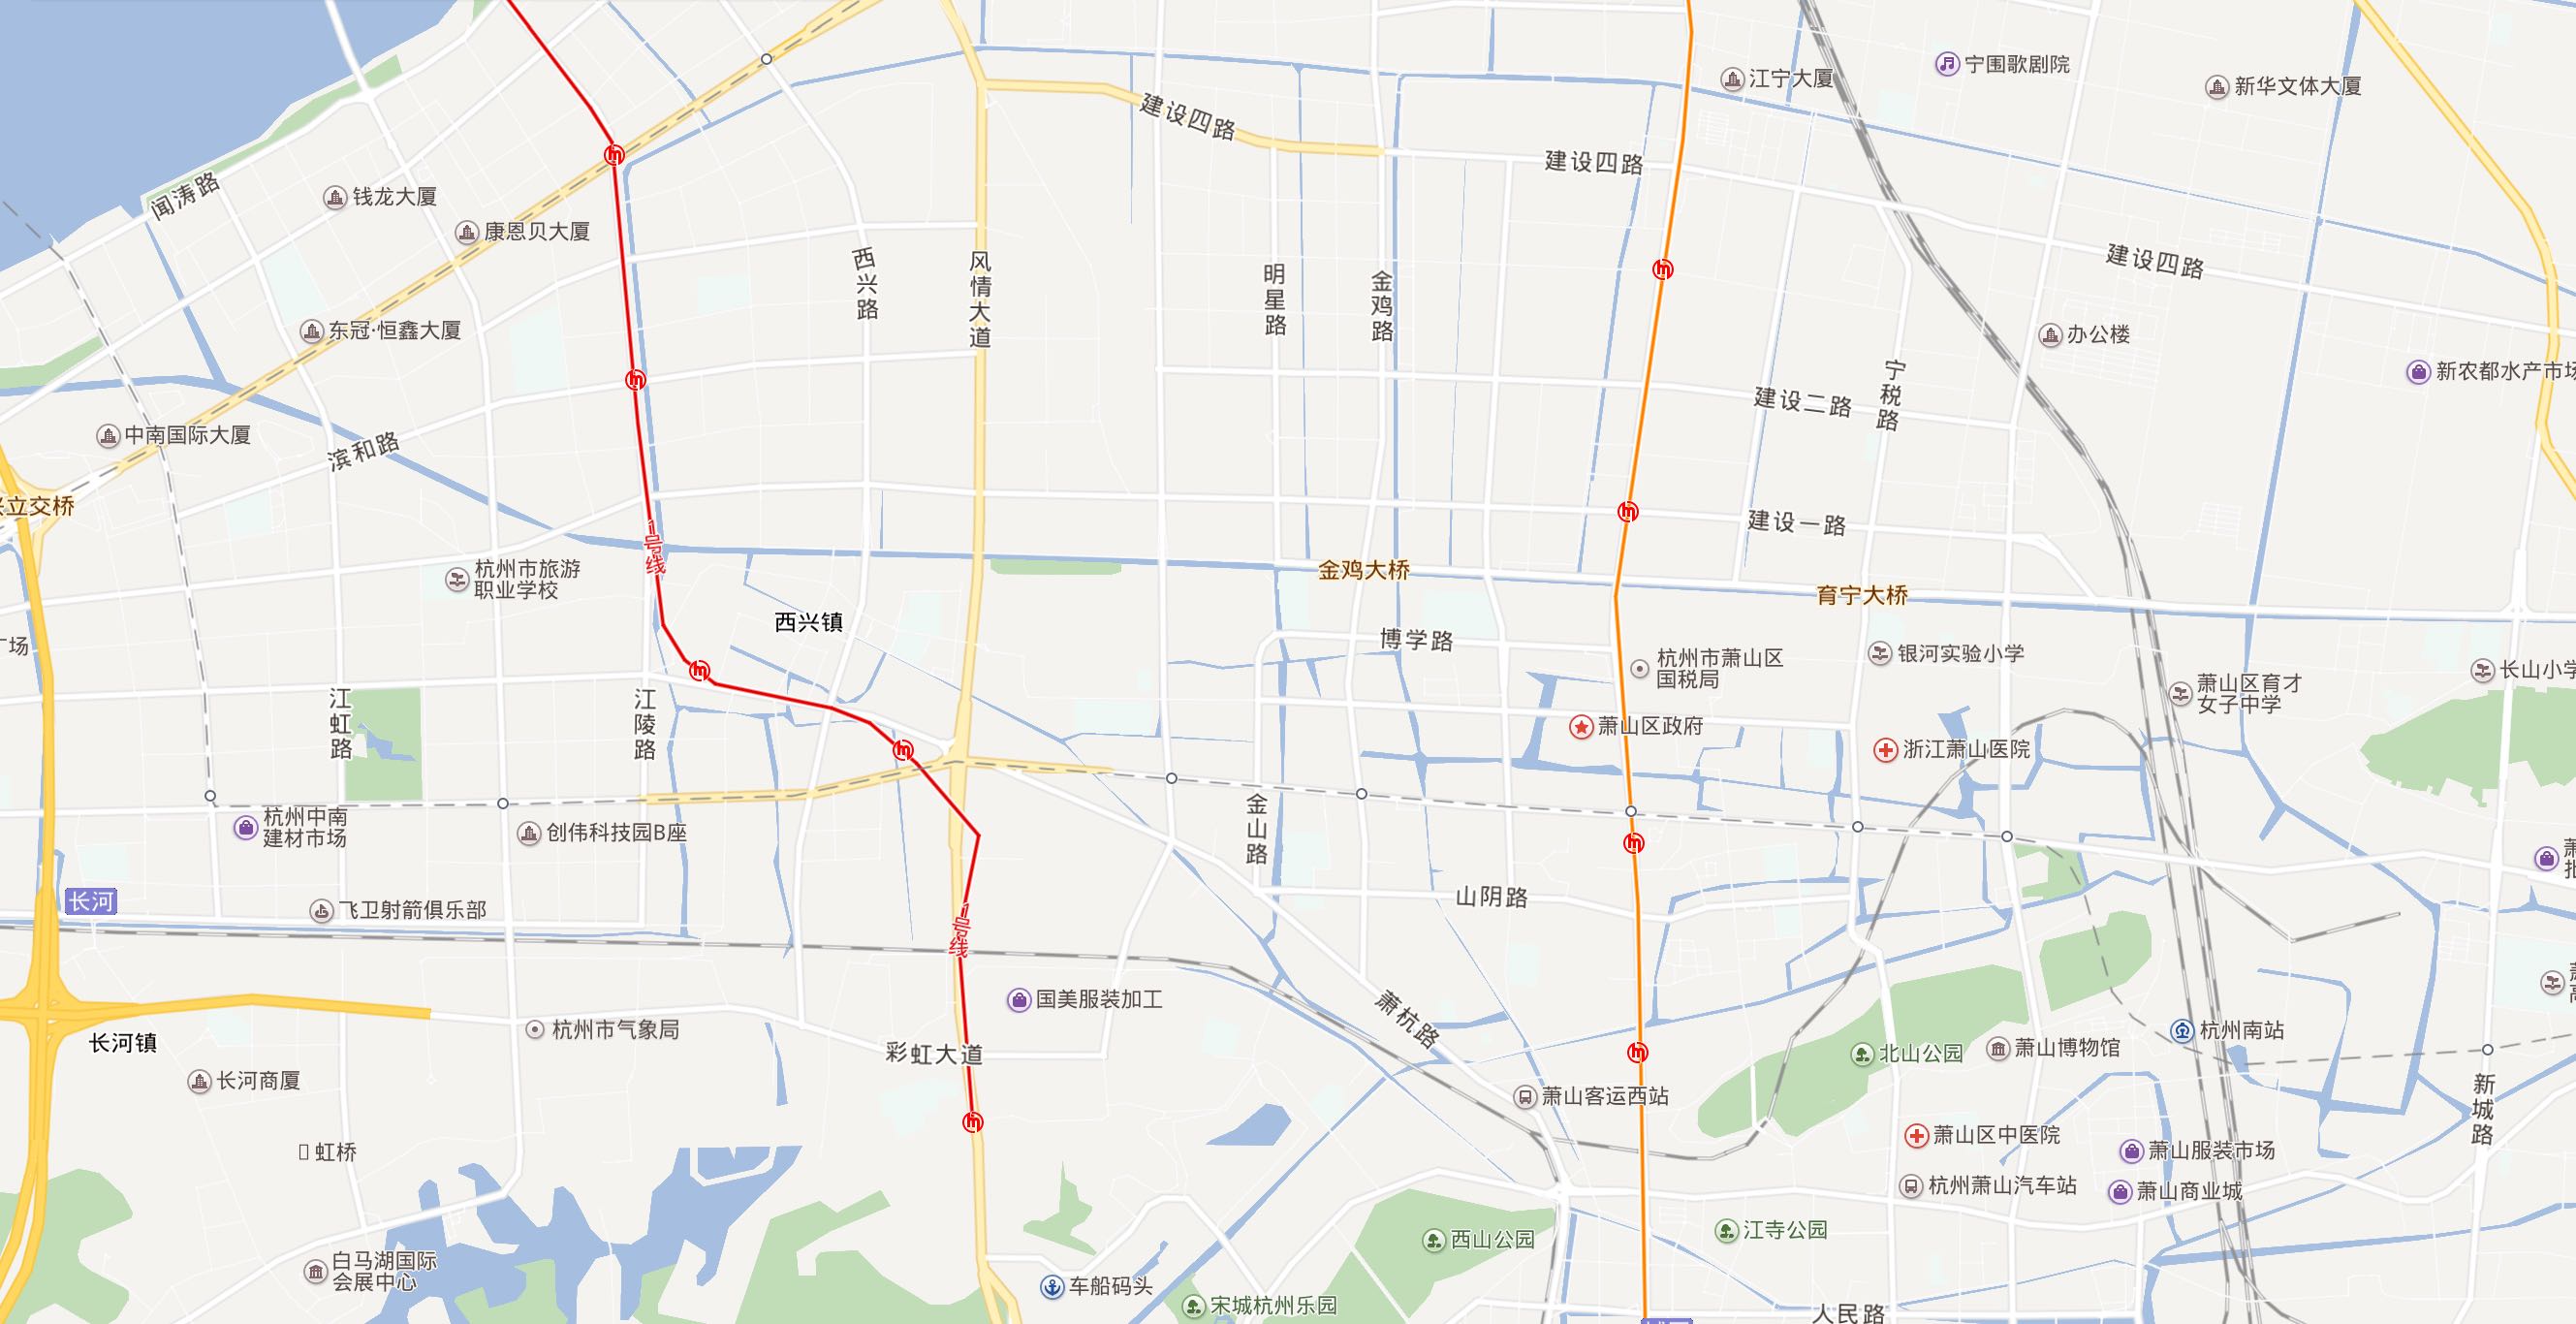 宁围歌剧院
江宁大厦
新华文体大厦
建设四路
建设四路
闻涛路
钱龙大厦
康恩贝大厦
西兴路
风情大道
明星路
金鸡路
建设四路
东冠·恒鑫大厦
办公楼
宁税路
新农都水产市场
建设二路
中南国际大厦
滨和路
立交桥
建设一路
1号线
杭州市旅游
职业学校
金鸡大桥
育宁大桥
西兴镇
博学路
广场
杭州市萧山区
国税局
银河实验小学
长山小学
萧山区育才
女子中学
江虹路
江陵路
萧山区政府
浙江萧山医院
杭州中南
建材市场
创伟科技园B座
金山路
长河
飞卫射箭俱乐部
山阴路
1号线
国美服装加工
萧杭路
杭州市气象局
长河镇
彩虹大道
北山公园
萧山博物馆
杭州南站
长河商厦
萧山客运西站
新城路
虹桥
萧山区中医院
萧山服装市场
杭州萧山汽车站
萧山商业城
江寺公园
西山公园
白马湖国际
会展中心
车船码头
宋城杭州乐园
人民路